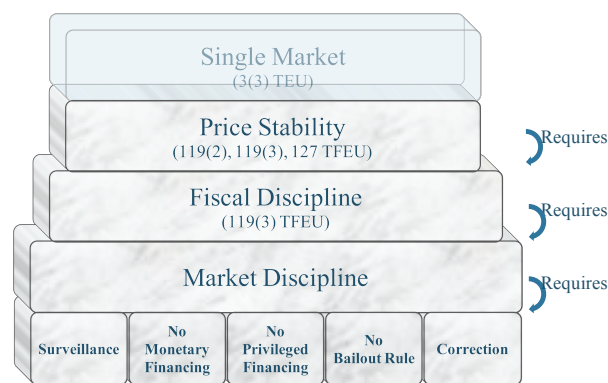 Single Market
(3(3) TEU)
Price Stability
(119(2), 119(3), 127 TFEU)
Requires
Fiscal Discipline
(119(3) TFEU)
Requires
Market Discipline
Requires
Surveillance
No
Monetary
Financing
No
Privileged
Financing
No
Bailout Rule
Correction